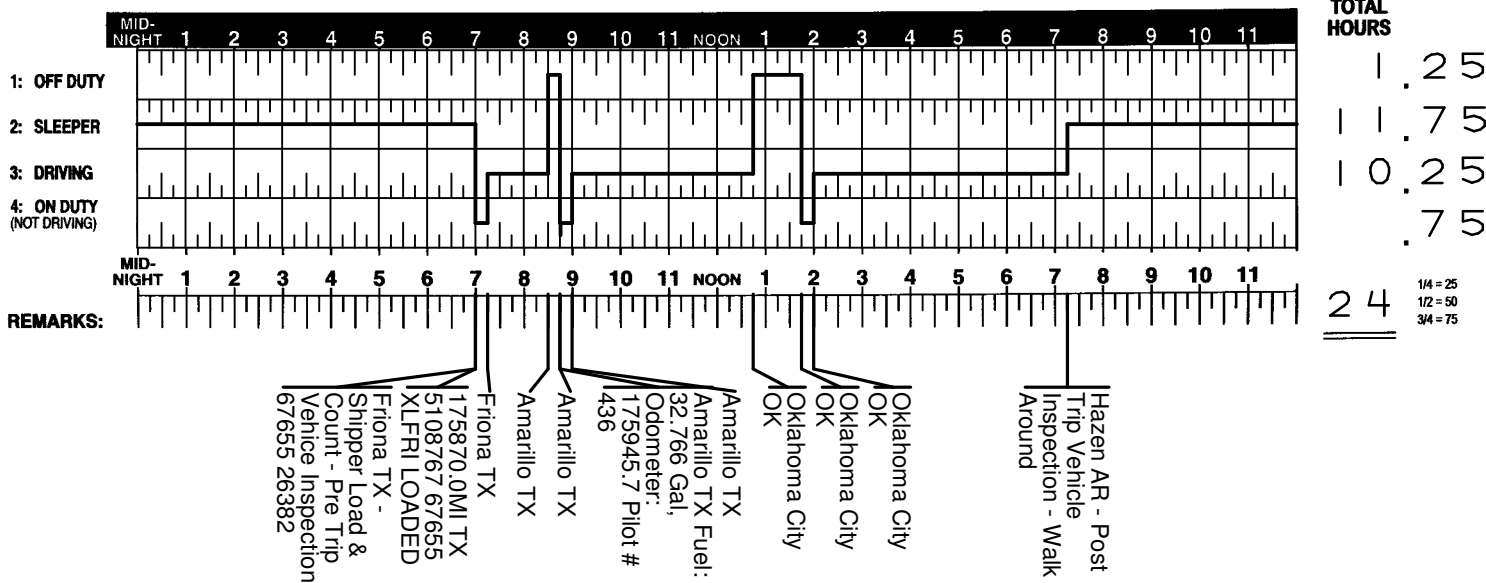 TOTAL
HOURS
MID-
NIGHT 1 2 3 4 5 6 7 8 9 10 11 NOON 1 2 3 4 5 6 7 8 9 10 11
1: OFF DUTY
1.25
2: SLEEPER
11.75
3: DRIVING
10.25
4: ON DUTY
(NOT DRIVING)
.75
MID-
NIGHT 1 2 3 4 5 6 7 8 9 10 11 NOON 1 2 3 4 5 6 7 8 9 10 11
REMARKS:
24
1/4 = 25
1/2 = 50
3/4 = 75
Friona TX -
Shipper Load &
Count - Pre Trip
Vehice Inspection
67655 26382
175870.0MI TX
5108767 67655
XLFRI LOADED
Friona TX
Amarillo TX
Amarillo TX
Amarillo TX Fuel:
32.766 Gal,
Odometer:
175945.7 Pilot #
436
Amarillo TX
Oklahoma City
OK
Oklahoma City
OK
Oklahoma City
OK
Hazen AR - Post
Trip Vehicle
Inspection - Walk
Around